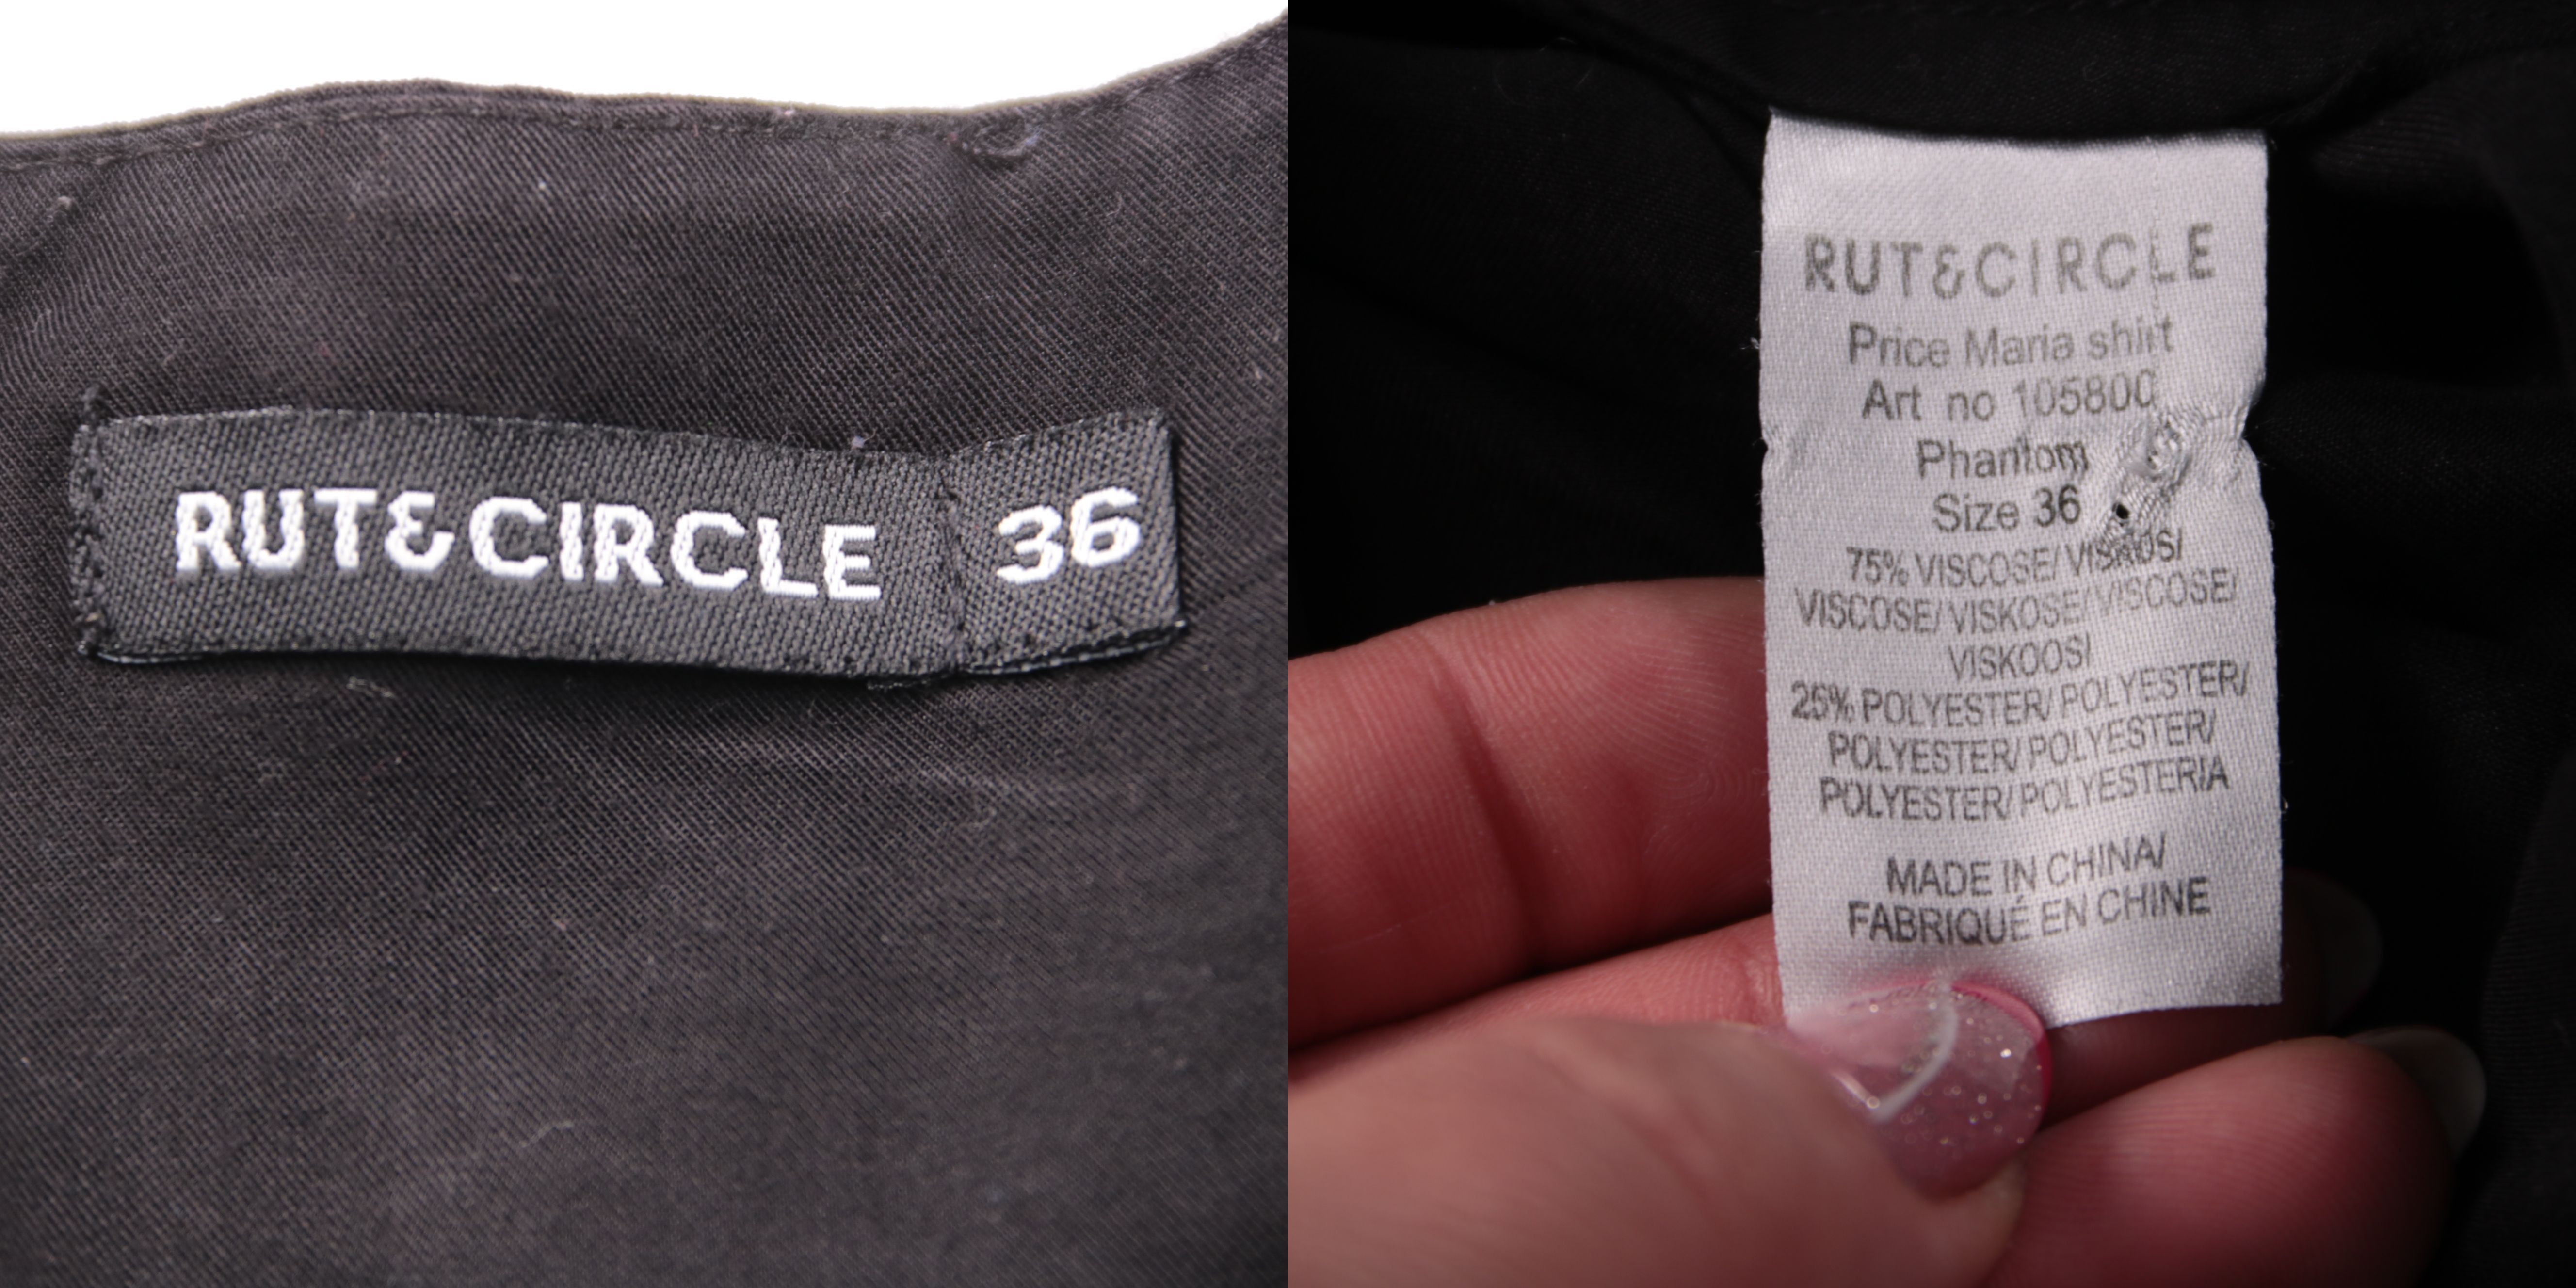 RUT&CIRCLE 36
RUT&CIRCLE
Price Maria shirt
Art no 105800
Phantom
Size 36
75% VISCOSE/ VISKOS/
VISCOSE/ VISKOSE/ VISCOSE/
VISKOOSI
25% POLYESTER/ POLYESTER/
POLYESTER/ POLYESTER/
POLYESTER/ POLYESTERIA
MADE IN CHINA/
FABRIQUÉ EN CHINE